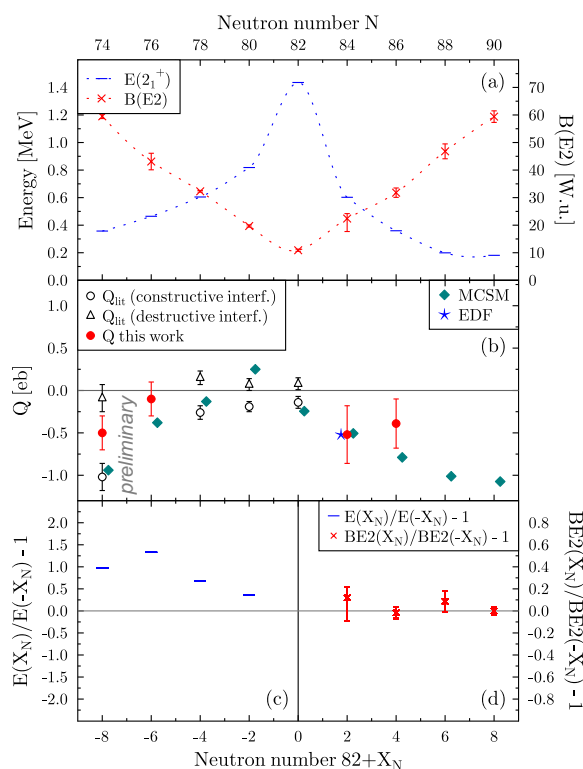 Neutron number N
74 76 78 80 82 84 86 88 90
E(2₁⁺)
B(E2)
(a)
1.4
1.2
1.0
0.8
0.6
0.4
0.2
0.0
Energy [MeV]
70
60
50
40
30
20
10
0
B(E2) [W.u.]
Q_lit (constructive interf.)
Q_lit (destructive interf.)
Q this work
MCSM
EDF
(b)
0.5
0.0
-0.5
-1.0
Q [eb]
preliminary
E(X_N)/E(-X_N) - 1
BE2(X_N)/BE2(-X_N) - 1
2.0
1.5
1.0
0.5
0.0
-0.5
-1.0
-1.5
-2.0
E(X_N)/E(-X_N) - 1
0.8
0.6
0.4
0.2
0.0
-0.2
-0.4
-0.6
-0.8
BE2(X_N)/BE2(-X_N) - 1
(c)
(d)
-8 -6 -4 -2 0 2 4 6 8
Neutron number 82+X_N